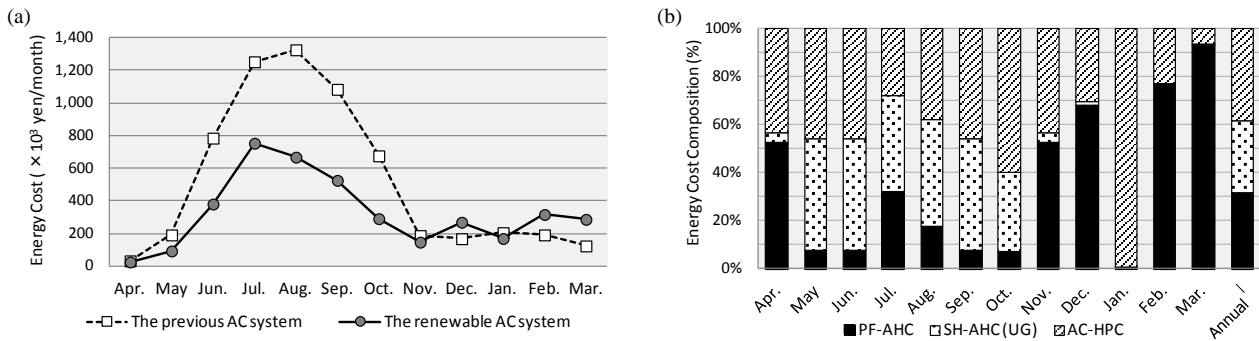 (a)
Energy Cost ( ×10³ yen/month)
1,400
1,200
1,000
800
600
400
200
0
Apr. May Jun. Jul. Aug. Sep. Oct. Nov. Dec. Jan. Feb. Mar.
The previous AC system The renewable AC system
(b)
Energy Cost Composition (%)
100%
80%
60%
40%
20%
0%
Apr. May Jun. Jul. Aug. Sep. Oct. Nov. Dec. Jan. Feb. Mar. Annual /
PF-AHC SH-AHC(UG) AC-HPC